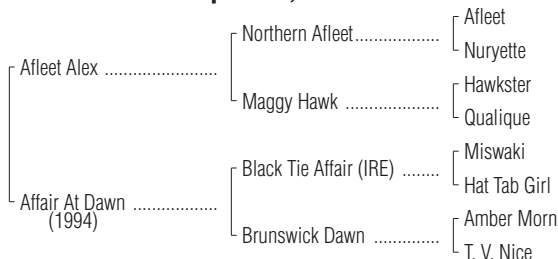 Afleet
Northern Afleet..................
Nuryette
Afleet Alex ........................
Hawkster
Maggy Hawk ....................
Qualique
Miswaki
Black Tie Affair (IRE) ........
Hat Tab Girl
Affair At Dawn ..................
(1994)
Amber Morn
Brunswick Dawn ..............
T. V. Nice